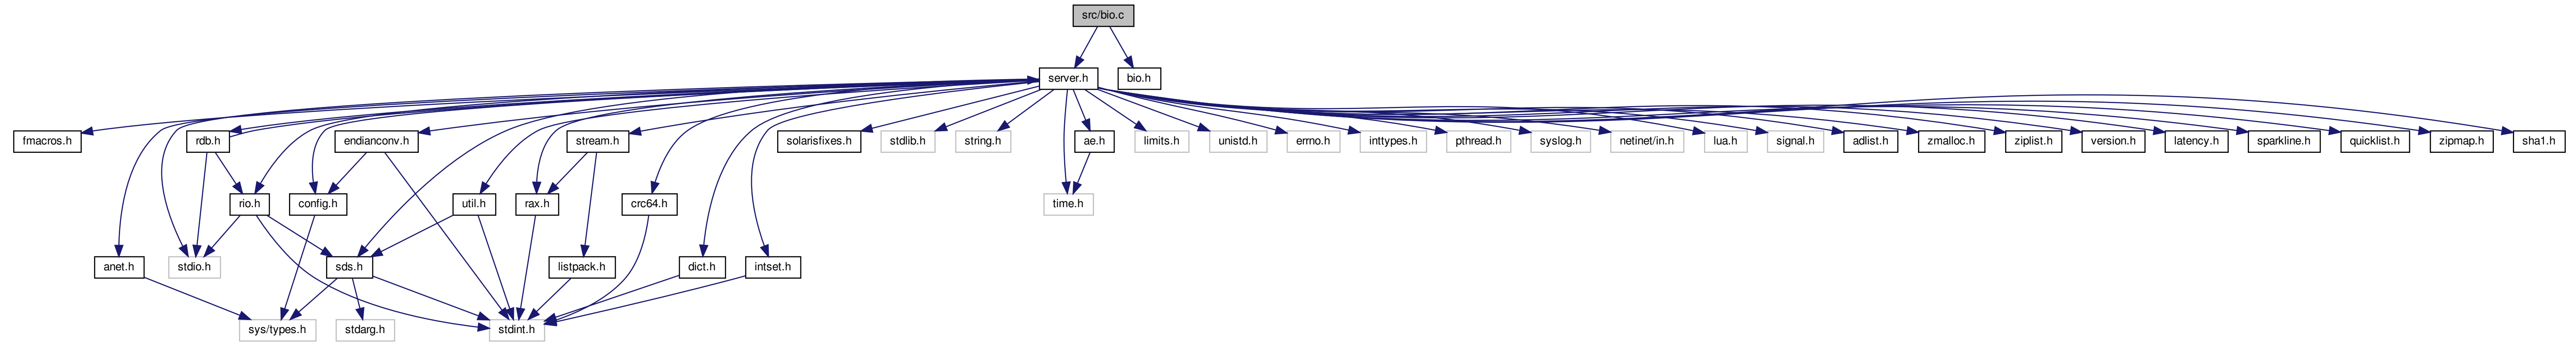 src/bio.c
server.h
bio.h
fmacros.h
rdb.h
endianconv.h
stream.h
solarisfixes.h
stdlib.h
string.h
ae.h
limits.h
unistd.h
errno.h
inttypes.h
pthread.h
syslog.h
netinet/in.h
lua.h
signal.h
adlist.h
zmalloc.h
ziplist.h
version.h
latency.h
sparkline.h
quicklist.h
zipmap.h
sha1.h
rio.h
config.h
util.h
rax.h
crc64.h
time.h
anet.h
stdio.h
sds.h
listpack.h
dict.h
intset.h
sys/types.h
stdarg.h
stdint.h